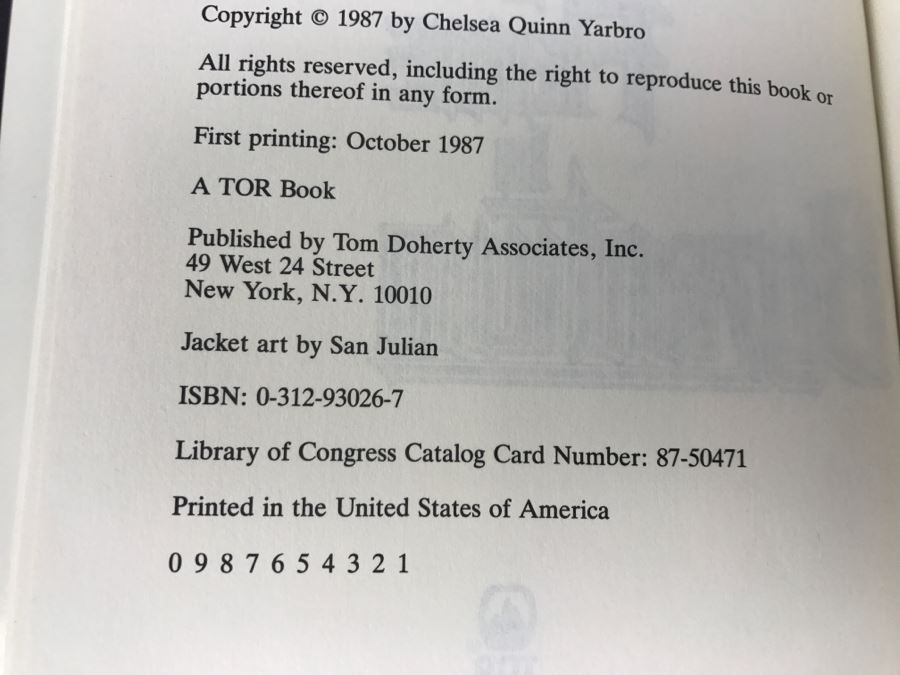 Copyright © 1987 by Chelsea Quinn Yarbro
All rights reserved, including the right to reproduce this book or
portions thereof in any form.
First printing: October 1987
A TOR Book
Published by Tom Doherty Associates, Inc.
49 West 24 Street
New York, N.Y. 10010
Jacket art by San Julian
ISBN: 0-312-93026-7
Library of Congress Catalog Card Number: 87-50471
Printed in the United States of America
0 9 8 7 6 5 4 3 2 1